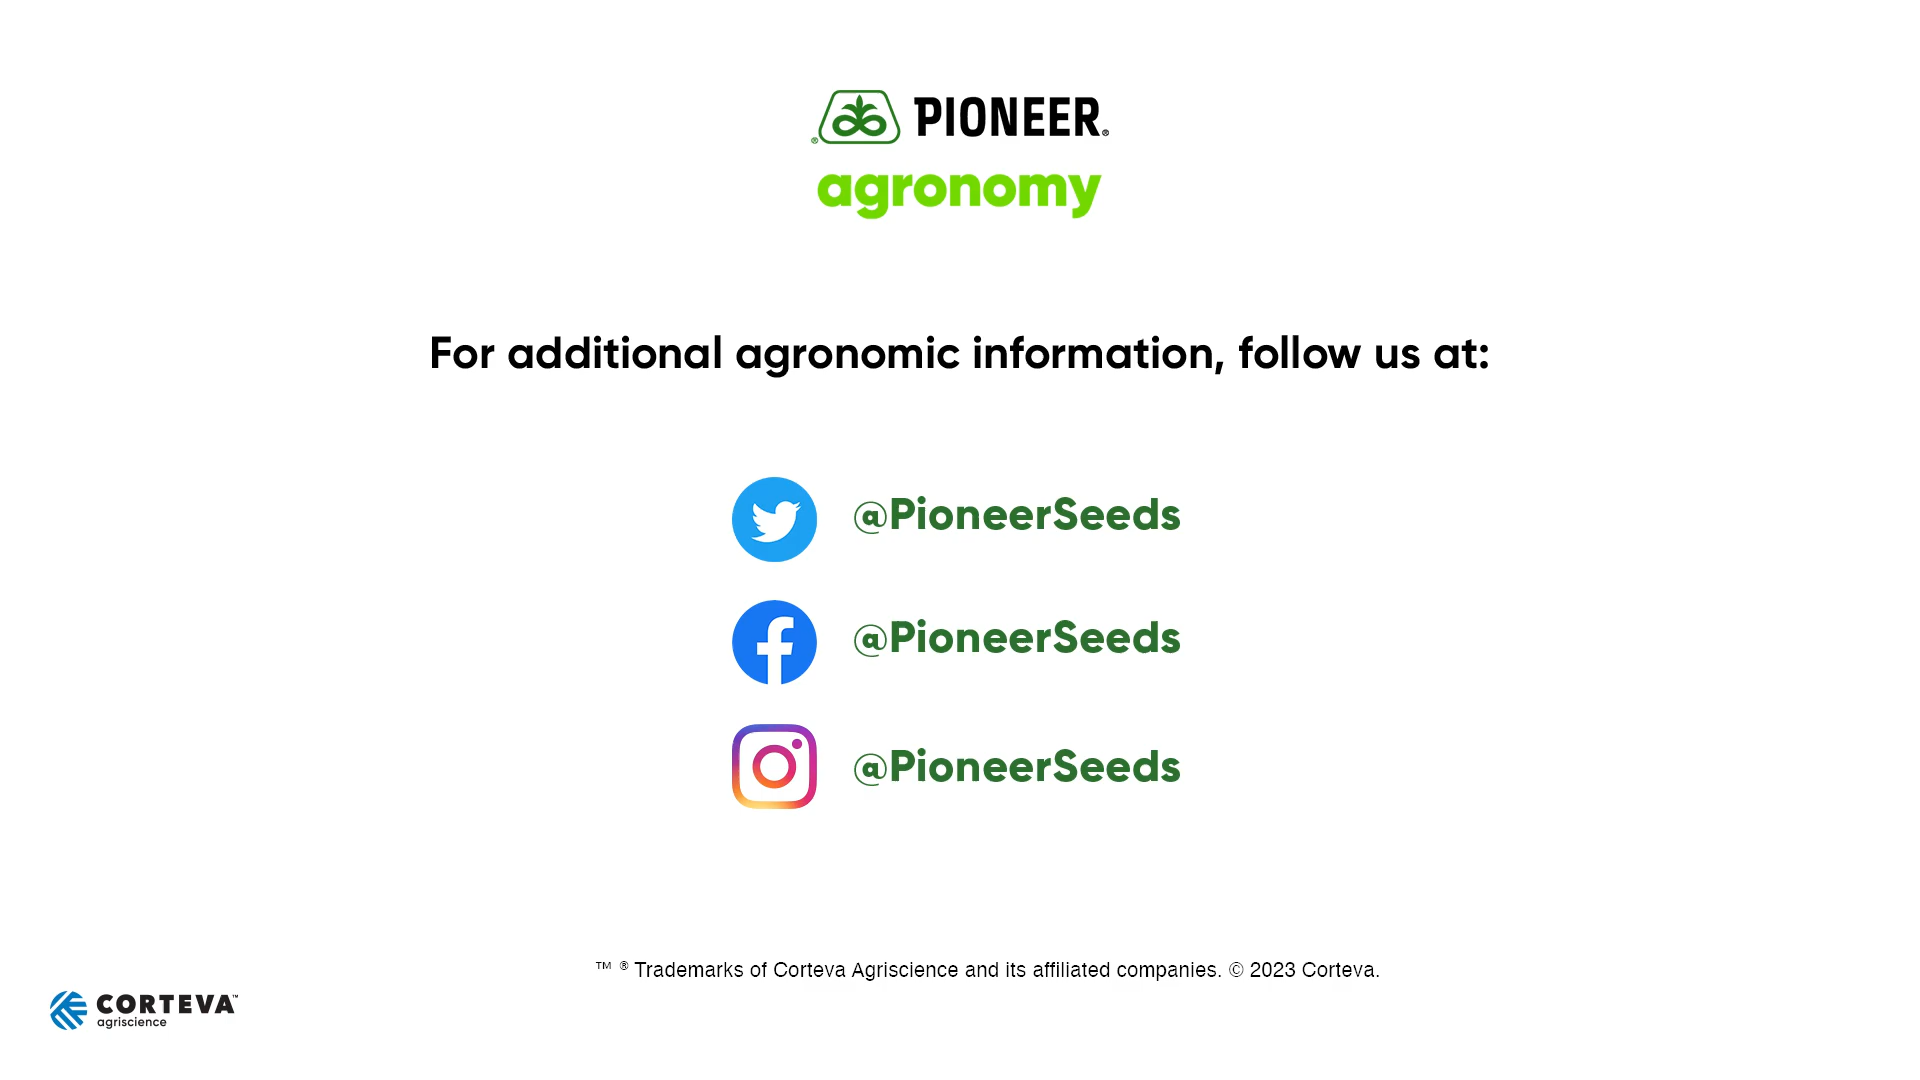 PIONEER®
agronomy
For additional agronomic information, follow us at:
@PioneerSeeds
@PioneerSeeds
@PioneerSeeds
™ ® Trademarks of Corteva Agriscience and its affiliated companies. © 2023 Corteva.
CORTEVA™
agriscience